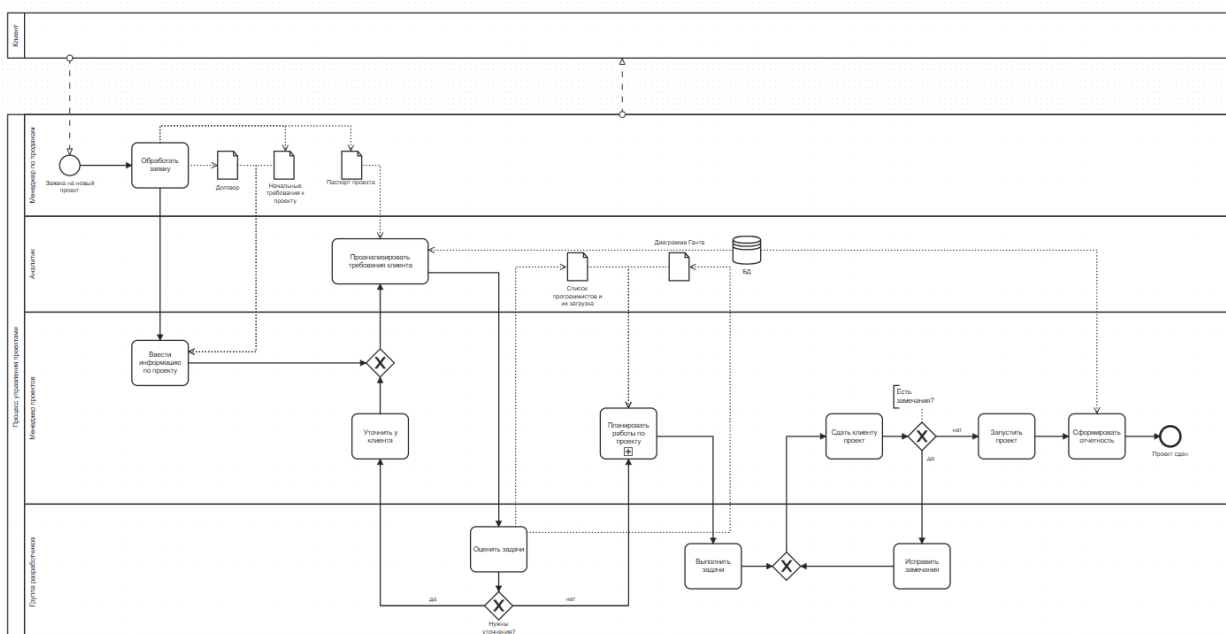 Клиент
Процесс управления проектами
Менеджер по продажам
Заявка на новый
проект
Обработать
заявку
Договор
Начальные
требования к
проекту
Паспорт проекта
Аналитик
Проанализировать
требования клиента
Список
программистов и
их загрузка
Диаграмма Ганта
БД
Менеджер проектов
Ввести
информацию
по проекту
Уточнить у
клиента
Планировать
работы по
проекту
Сдать клиенту
проект
Есть
замечания?
нет
да
Запустить
проект
Сформировать
отчетность
Проект сдан
Группа разработчиков
Оценить задачи
да
нет
Нужны
уточнения?
Выполнить
задачи
Исправить
замечания